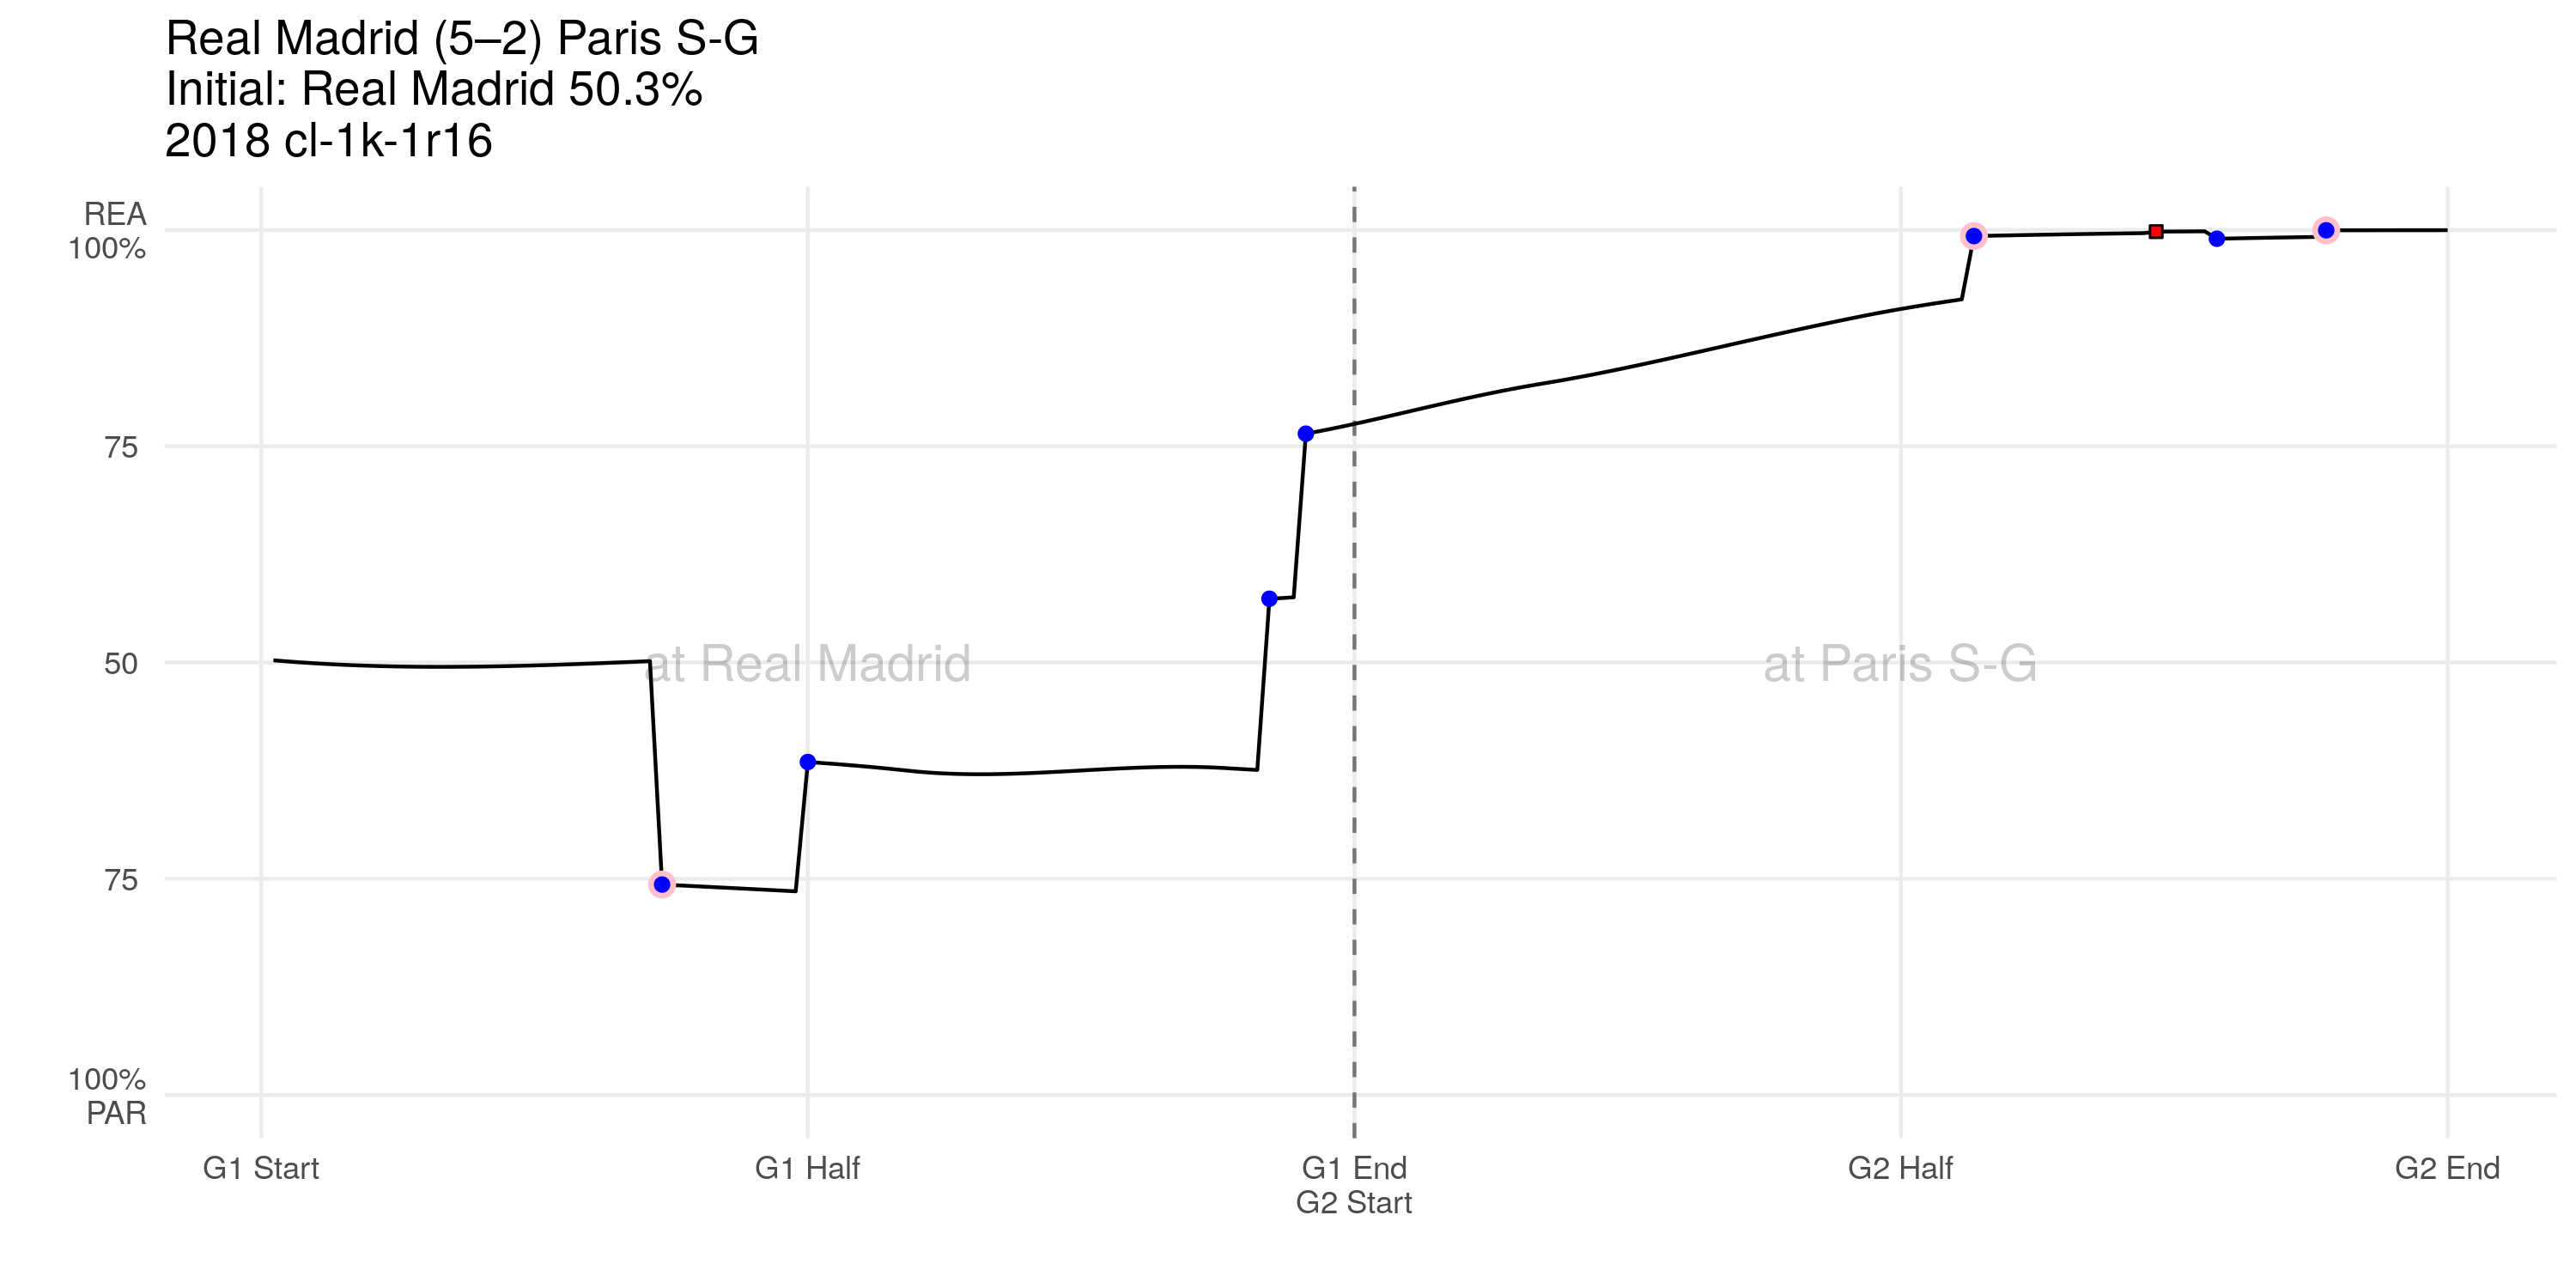 Real Madrid (5–2) Paris S-G
Initial: Real Madrid 50.3%
2018 cl-1k-1r16
REA
100%
75
50
at Real Madrid
at Paris S-G
75
100%
PAR
G1 Start
G1 Half
G1 End
G2 Start
G2 Half
G2 End